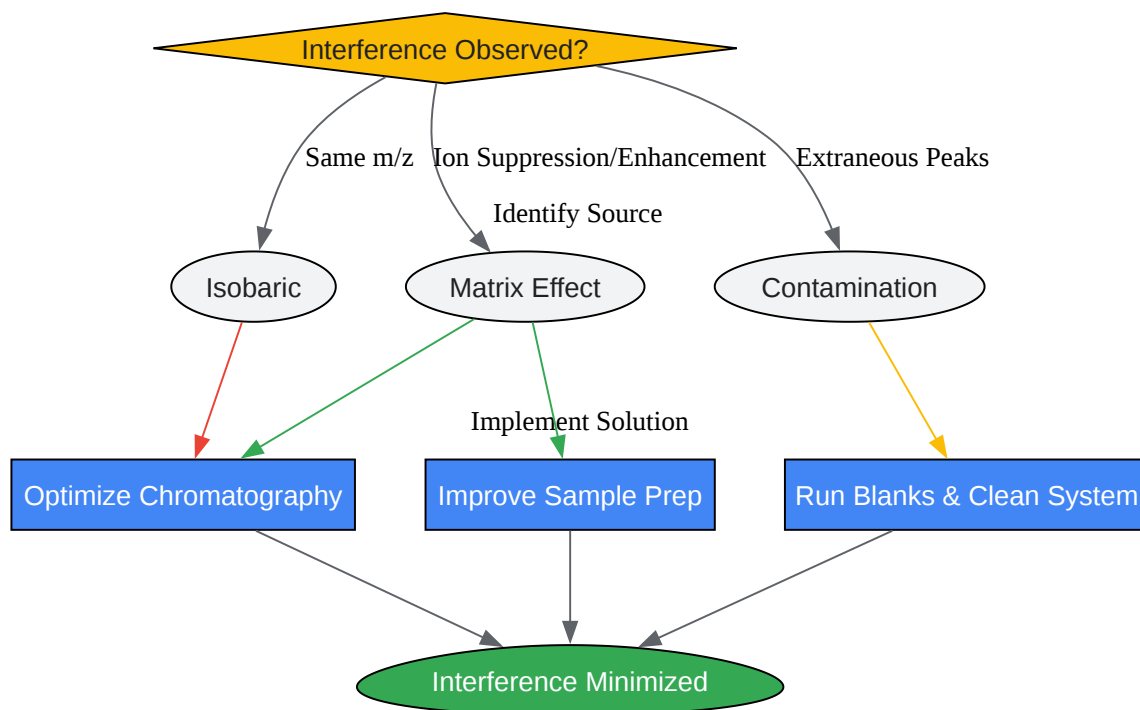 Interference Observed?
Same m/z
Ion Suppression/Enhancement
Extraneous Peaks
Identify Source
Isobaric
Matrix Effect
Contamination
Implement Solution
Optimize Chromatography
Improve Sample Prep
Run Blanks & Clean System
Interference Minimized